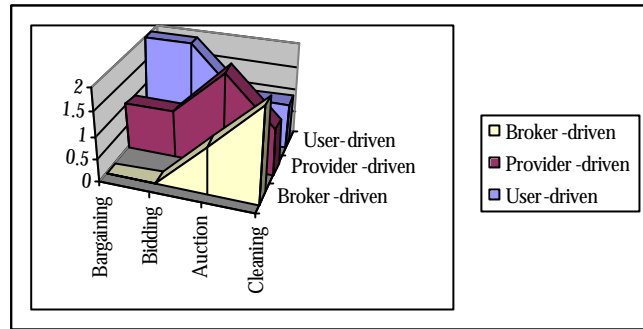 2
1.5
1
0.5
0
Bargaining
Bidding
Auction
Cleaning
User-driven
Provider-driven
Broker-driven
Broker-driven
Provider-driven
User-driven